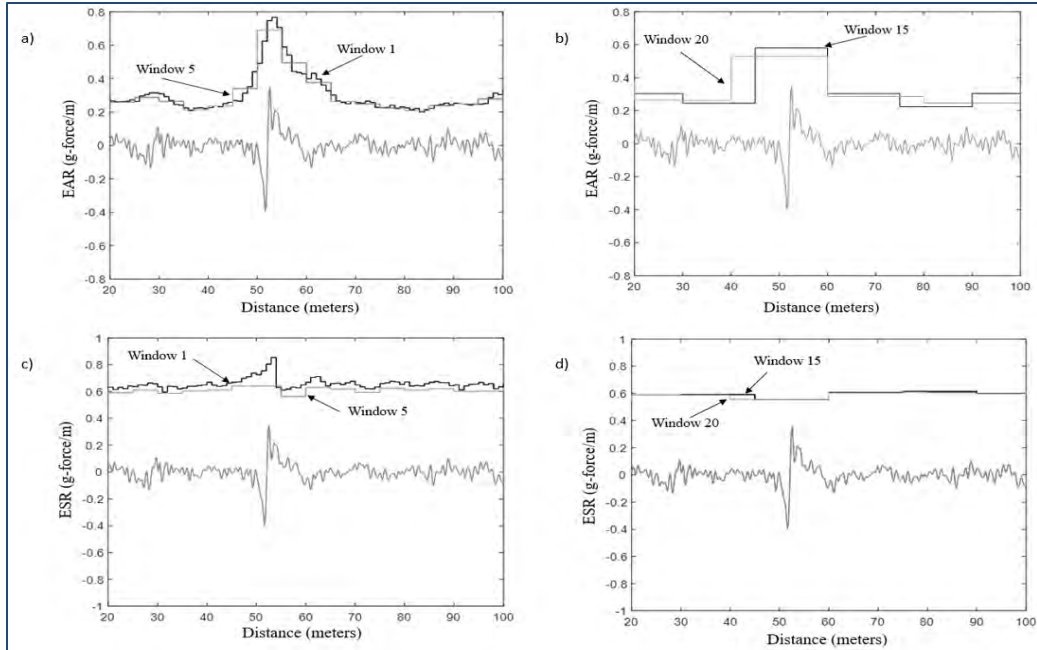 a)
0.8
0.6
0.4
0.2
0
-0.2
-0.4
-0.6
0.8
EAR (g-force/m)
Window 5
Window 1
20 30 40 50 60 70 80 90 100
Distance (meters)
b)
0.8
0.6
0.4
0.2
0
-0.2
-0.4
-0.6
0.8
EAR (g-force/m)
Window 20
Window 15
20 30 40 50 60 70 80 90 100
Distance (meters)
c)
1
0.8
0.6
0.4
0.2
0
-0.2
-0.4
-0.6
-0.8
-1
ESR (g-force/m)
Window 1
Window 5
20 30 40 50 60 70 80 90 100
Distance (meters)
d)
1
0.8
0.6
0.4
0.2
0
-0.2
-0.4
-0.6
-0.8
-1
ESR (g-force/m)
Window 15
Window 20
20 30 40 50 60 70 80 90 100
Distance (meters)